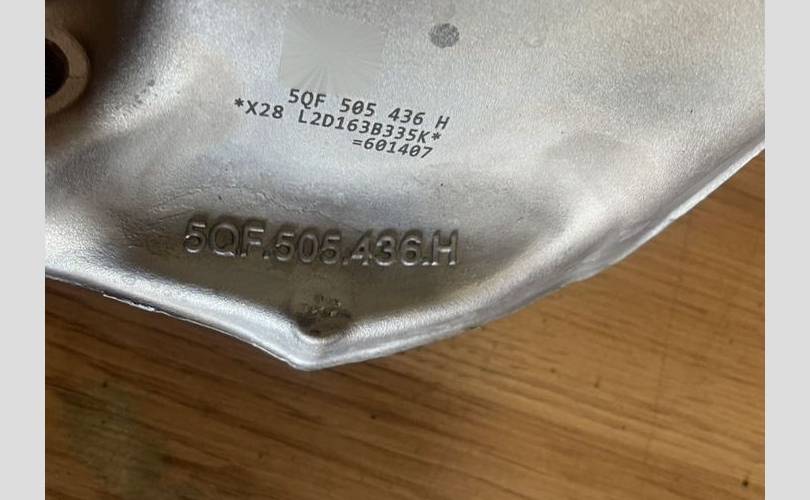 5QF 505 436 H
*X28 L2D163B335K*
=601407
5QF.505.436.H